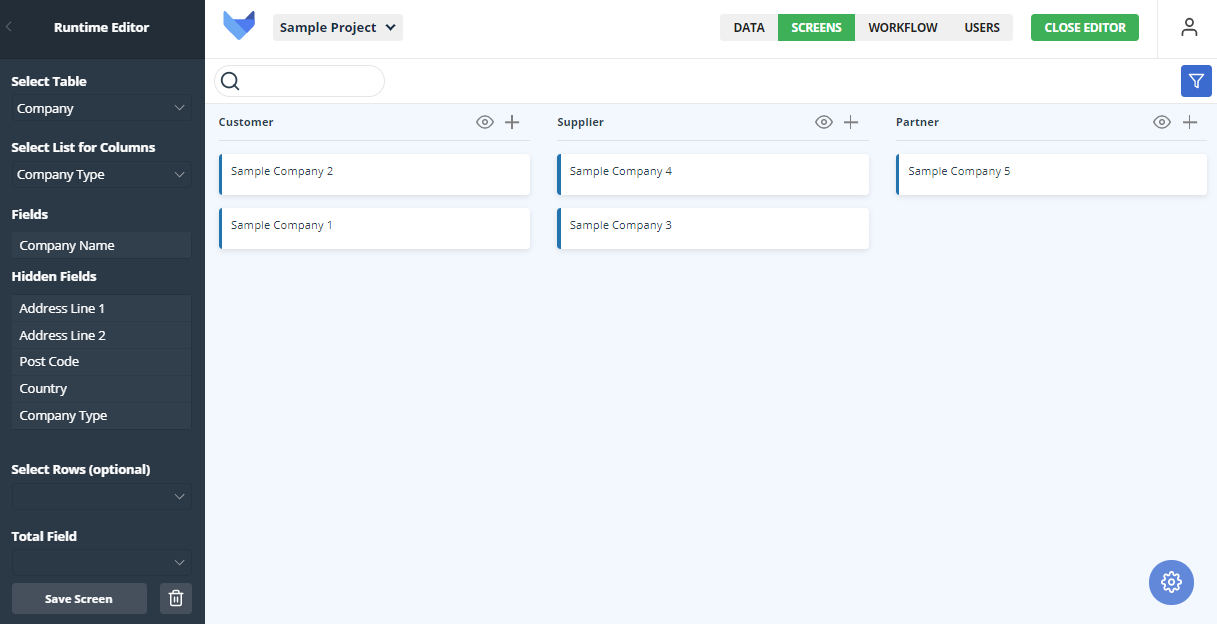 Runtime Editor
Sample Project
DATA
SCREENS
WORKFLOW
USERS
CLOSE EDITOR
Select Table
Company
Select List for Columns
Company Type
Fields
Company Name
Hidden Fields
Address Line 1
Address Line 2
Post Code
Country
Company Type
Select Rows (optional)
Total Field
Save Screen
Customer
Sample Company 2
Sample Company 1
Supplier
Sample Company 4
Sample Company 3
Partner
Sample Company 5